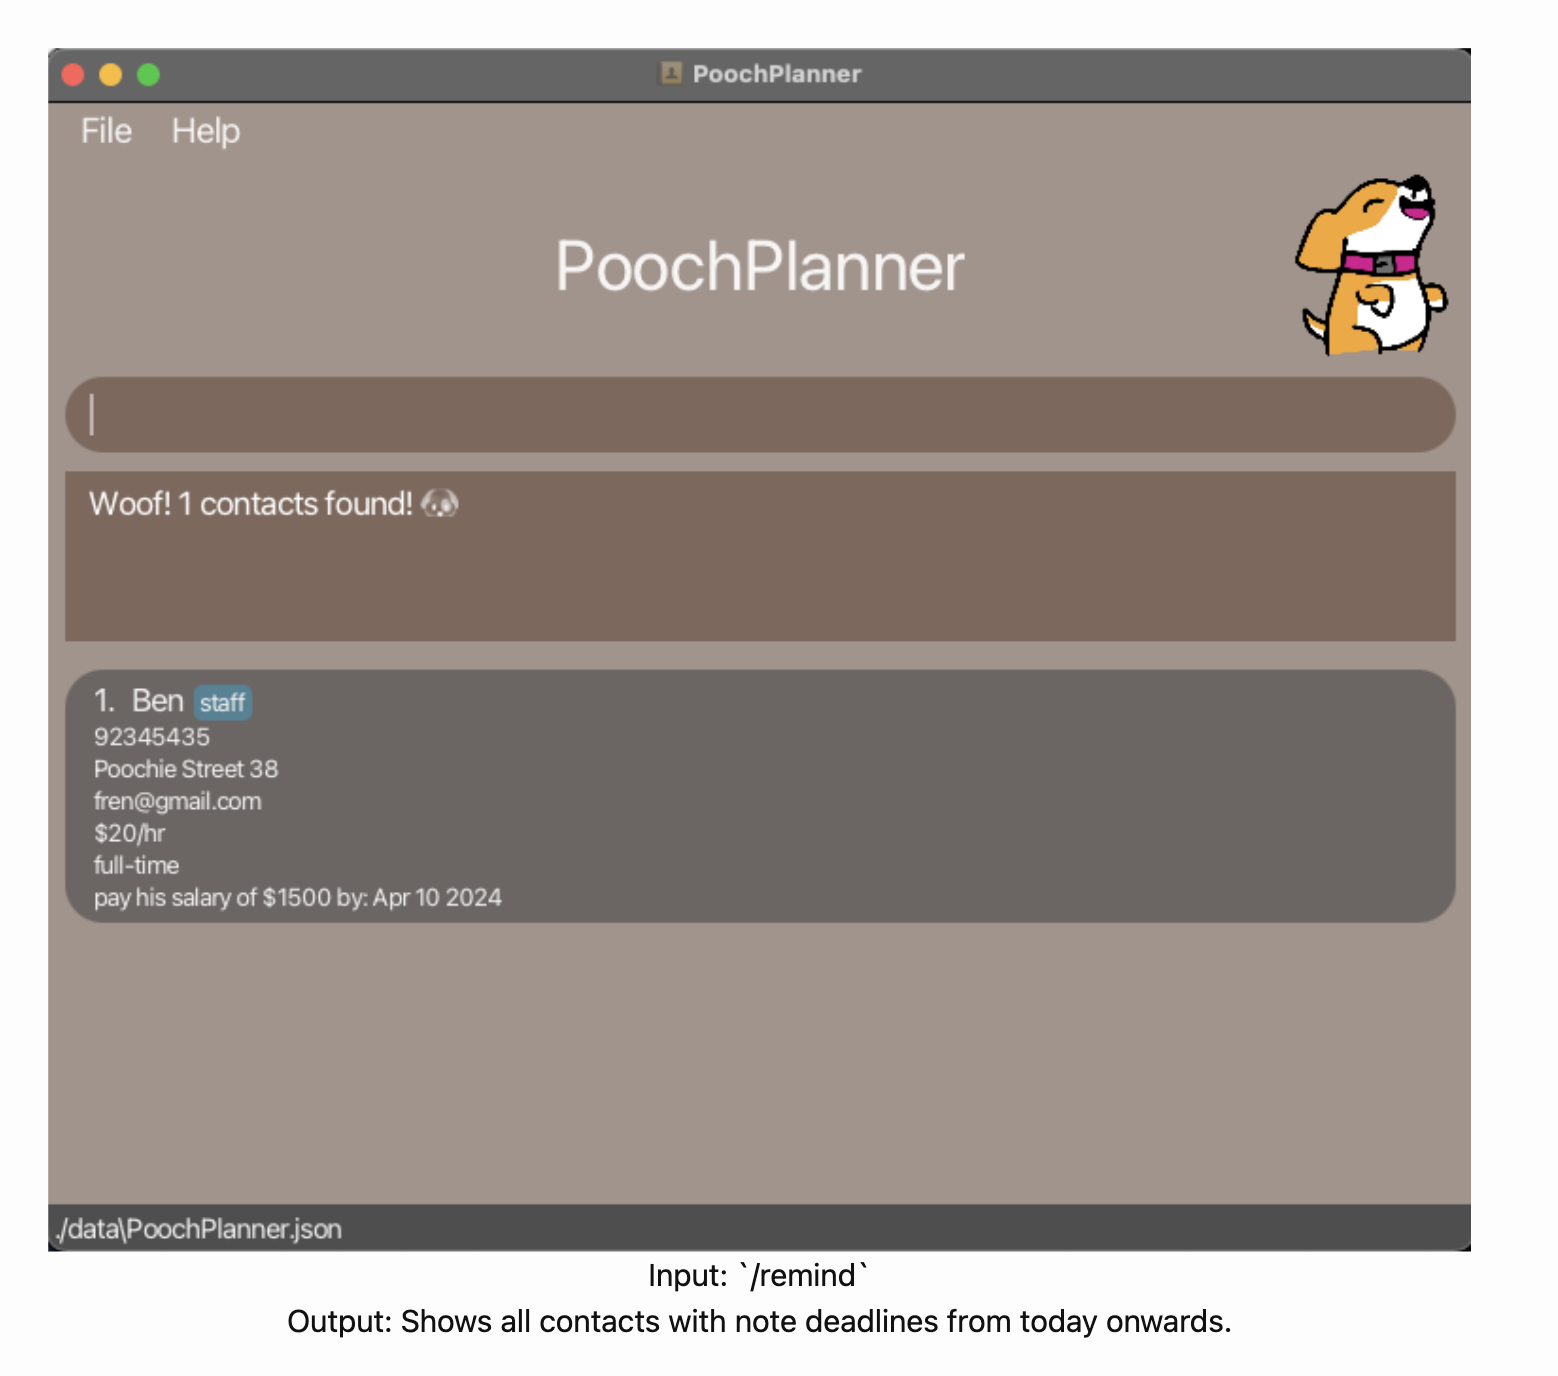 PoochPlanner
File Help
PoochPlanner
Woof! 1 contacts found! 🐶
1. Ben staff
92345435
Poochie Street 38
fren@gmail.com
$20/hr
full-time
pay his salary of $1500 by: Apr 10 2024
./data\PoochPlanner.json
Input: `/remind`
Output: Shows all contacts with note deadlines from today onwards.